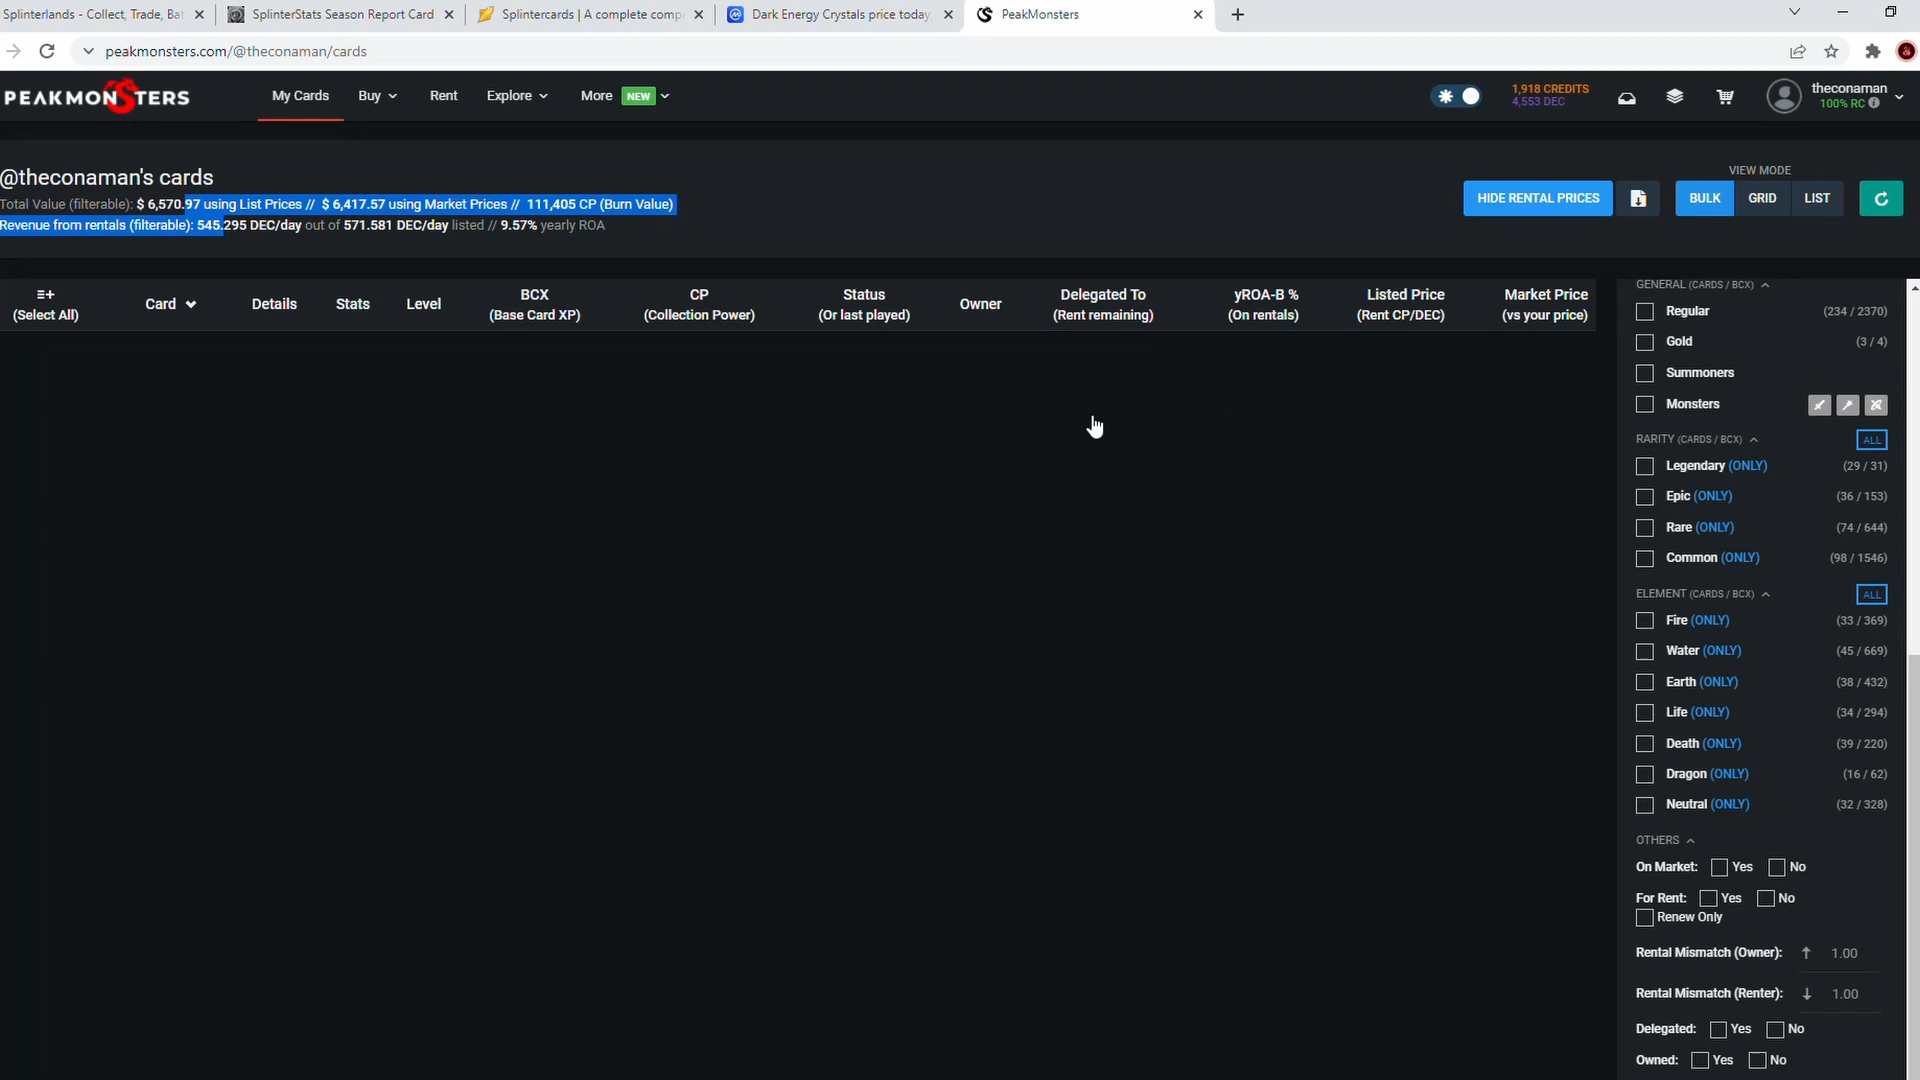 Splinterlands - Collect, Trade, Bat
SplinterStats Season Report Card
Splintercards | A complete comp
Dark Energy Crystals price today,
PeakMonsters
peakmonsters.com/@theconaman/cards
PEAKMONSTERS
My Cards
Buy
Rent
Explore
More NEW
1,918 CREDITS
4,553 DEC
theconaman
100% RC
@theconaman's cards
Total Value (filterable): $ 6,570.97 using List Prices // $ 6,417.57 using Market Prices // 111,405 CP (Burn Value)
Revenue from rentals (filterable): 545.295 DEC/day out of 571.581 DEC/day listed // 9.57% yearly ROA
HIDE RENTAL PRICES
VIEW MODE
BULK
GRID
LIST
(Select All)
Card
Details
Stats
Level
BCX
(Base Card XP)
CP
(Collection Power)
Status
(Or last played)
Owner
Delegated To
(Rent remaining)
yROA-B %
(On rentals)
Listed Price
(Rent CP/DEC)
Market Price
(vs your price)
GENERAL (CARDS / BCX)
Regular (234 / 2370)
Gold (3 / 4)
Summoners
Monsters
RARITY (CARDS / BCX) ALL
Legendary (ONLY) (29 / 31)
Epic (ONLY) (36 / 153)
Rare (ONLY) (74 / 644)
Common (ONLY) (98 / 1546)
ELEMENT (CARDS / BCX) ALL
Fire (ONLY) (33 / 369)
Water (ONLY) (45 / 669)
Earth (ONLY) (38 / 432)
Life (ONLY) (34 / 294)
Death (ONLY) (39 / 220)
Dragon (ONLY) (16 / 62)
Neutral (ONLY) (32 / 328)
OTHERS
On Market: Yes No
For Rent: Yes No
Renew Only
Rental Mismatch (Owner): 1.00
Rental Mismatch (Renter): 1.00
Delegated: Yes No
Owned: Yes No